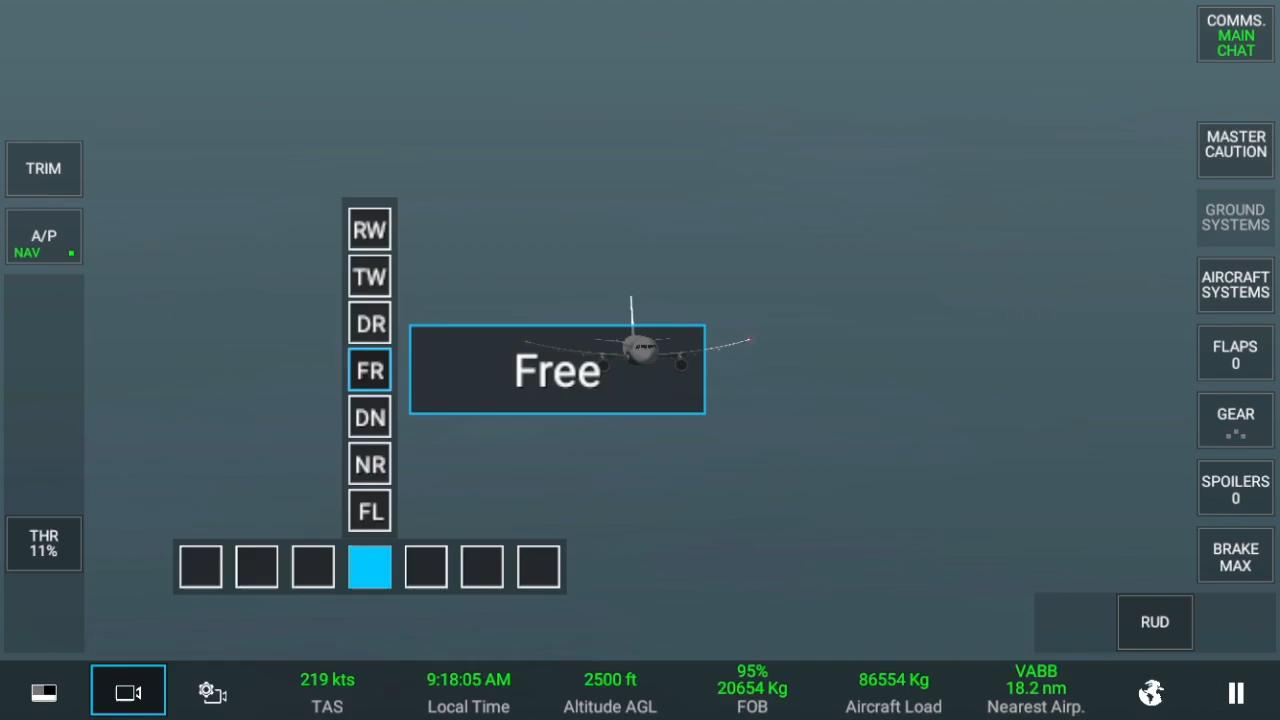 COMMS.
MAIN
CHAT
MASTER
CAUTION
TRIM
GROUND
SYSTEMS
A/P
NAV
RW
TW
DR
FR
DN
NR
FL
Free
AIRCRAFT
SYSTEMS
FLAPS
0
GEAR
SPOILERS
0
THR
11%
BRAKE
MAX
RUD
219 kts
TAS
9:18:05 AM
Local Time
2500 ft
Altitude AGL
95%
20654 Kg
FOB
86554 Kg
Aircraft Load
VABB
18.2 nm
Nearest Airp.